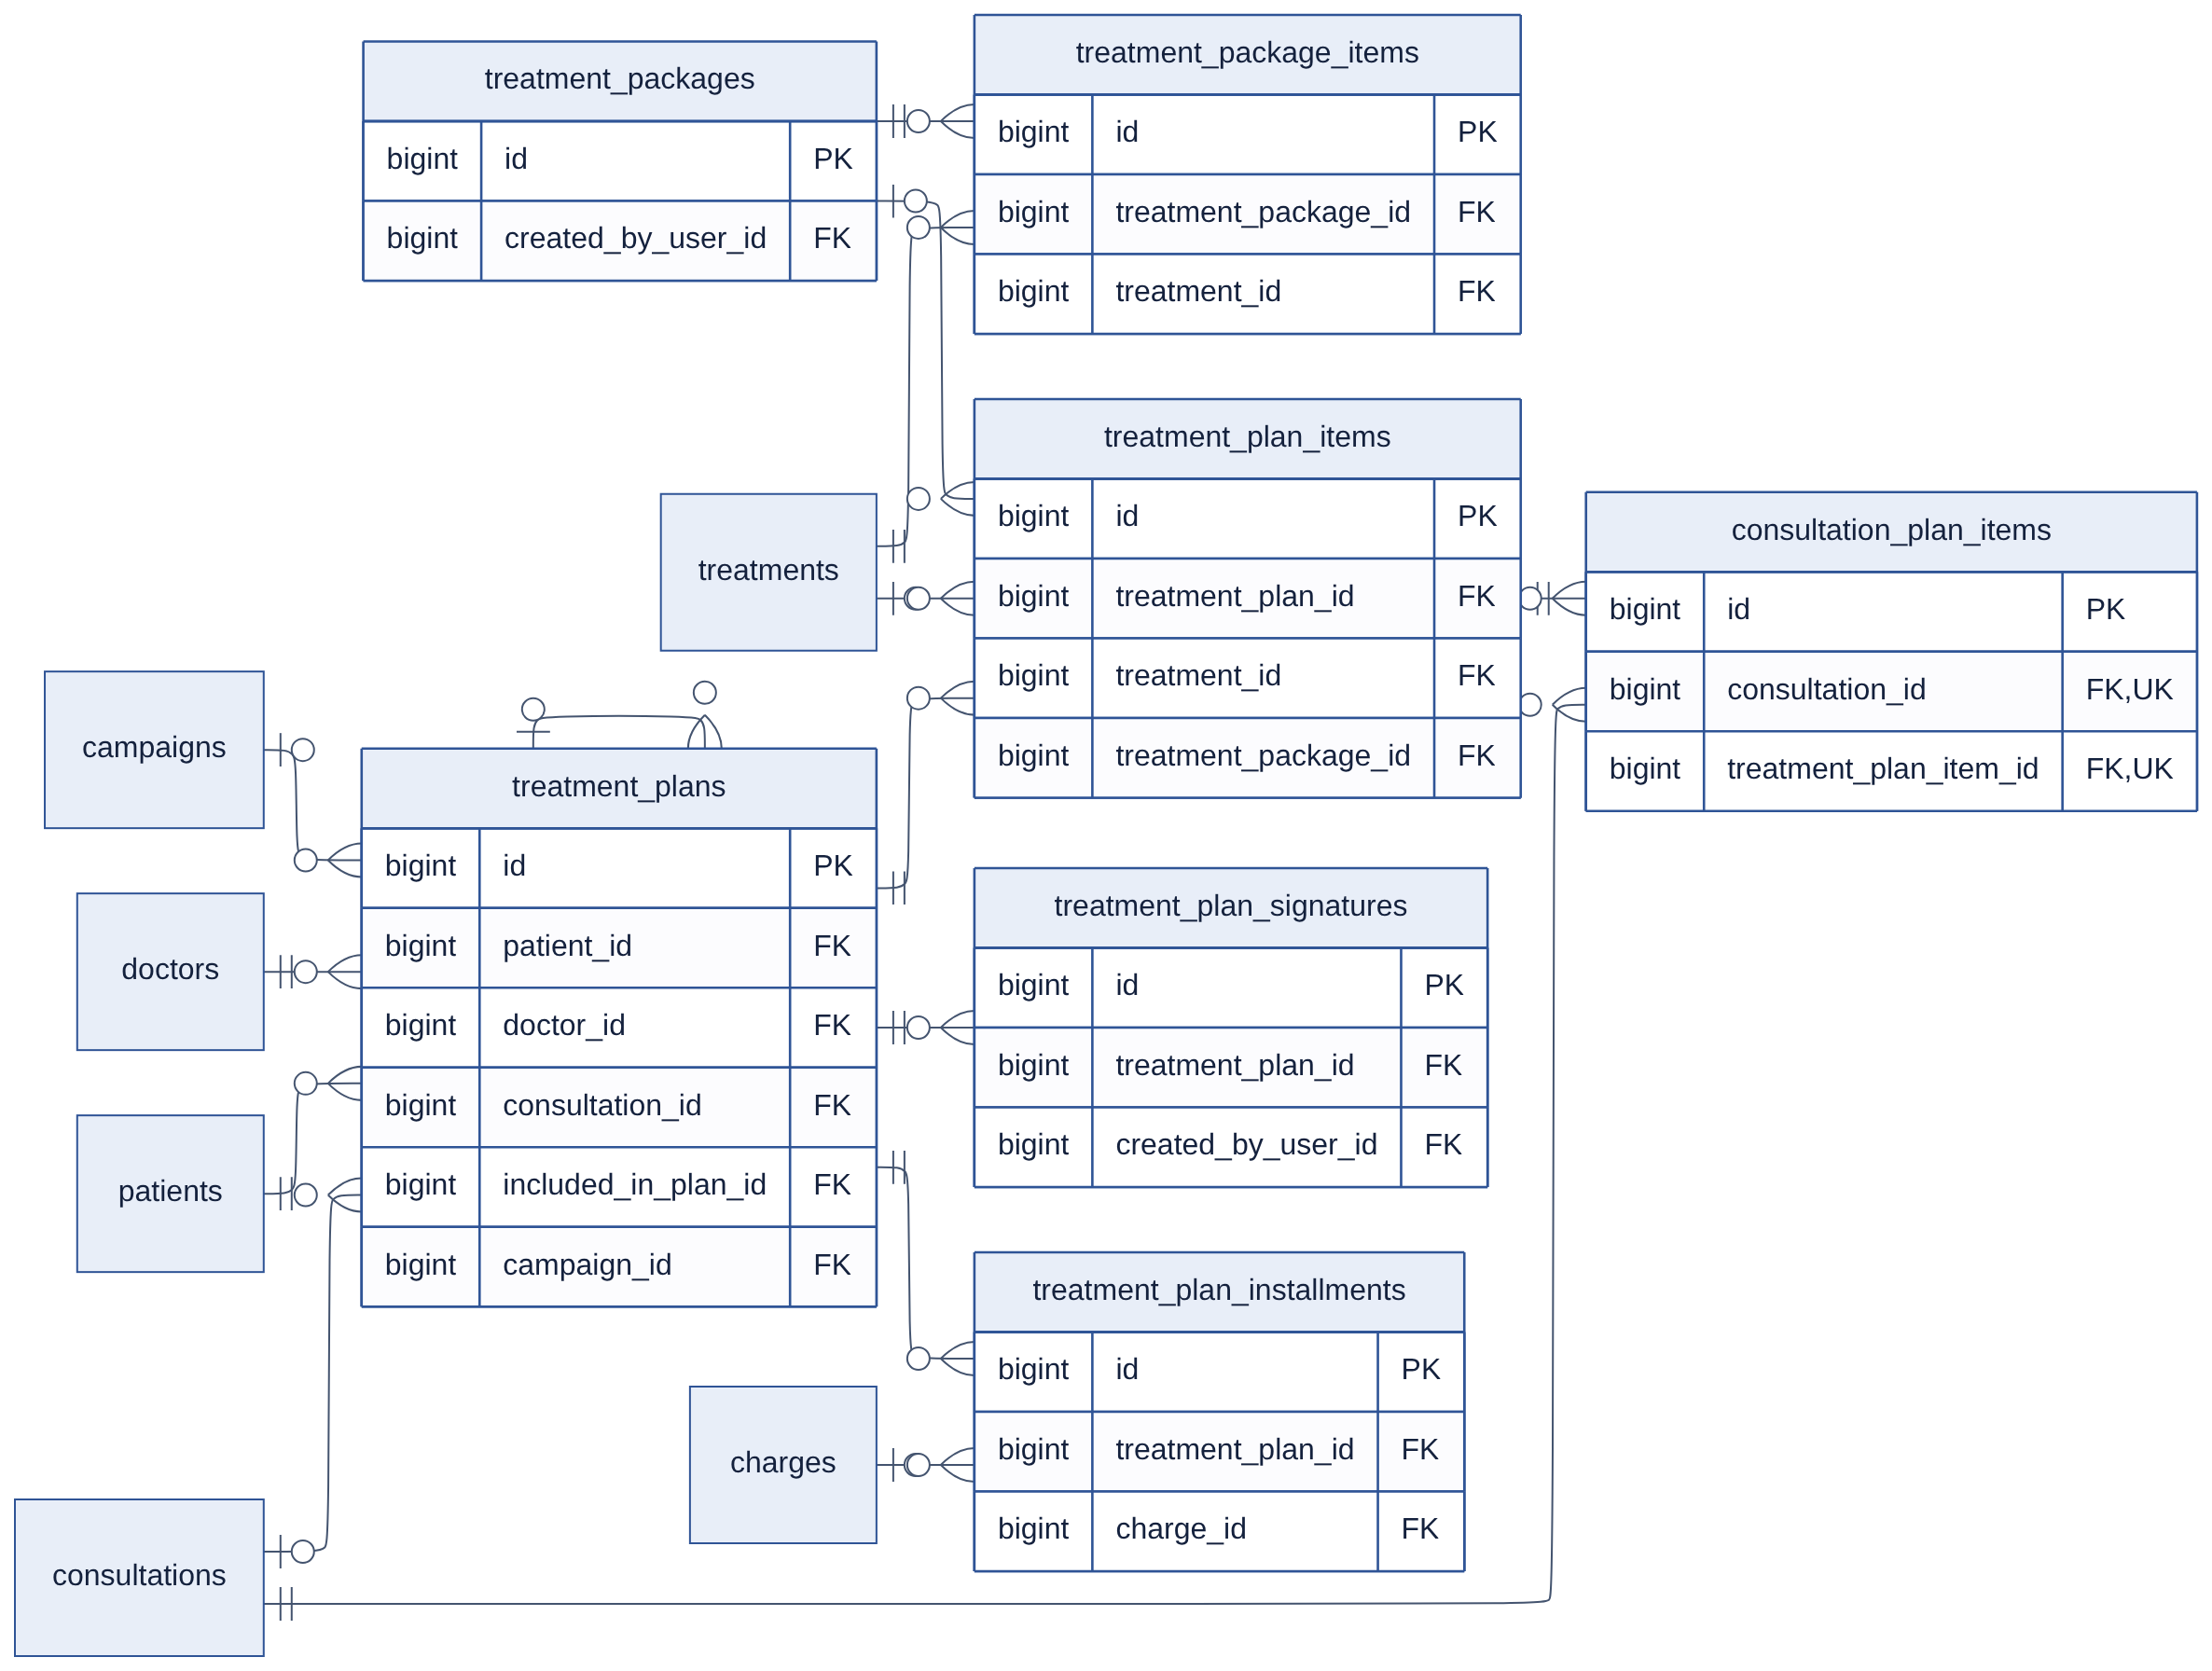 treatment_packages
bigint id PK
bigint created_by_user_id FK
treatment_package_items
bigint id PK
bigint treatment_package_id FK
bigint treatment_id FK
treatments
treatment_plan_items
bigint id PK
bigint treatment_plan_id FK
bigint treatment_id FK
bigint treatment_package_id FK
consultation_plan_items
bigint id PK
bigint consultation_id FK,UK
bigint treatment_plan_item_id FK,UK
campaigns
doctors
patients
consultations
treatment_plans
bigint id PK
bigint patient_id FK
bigint doctor_id FK
bigint consultation_id FK
bigint included_in_plan_id FK
bigint campaign_id FK
treatment_plan_signatures
bigint id PK
bigint treatment_plan_id FK
bigint created_by_user_id FK
charges
treatment_plan_installments
bigint id PK
bigint treatment_plan_id FK
bigint charge_id FK